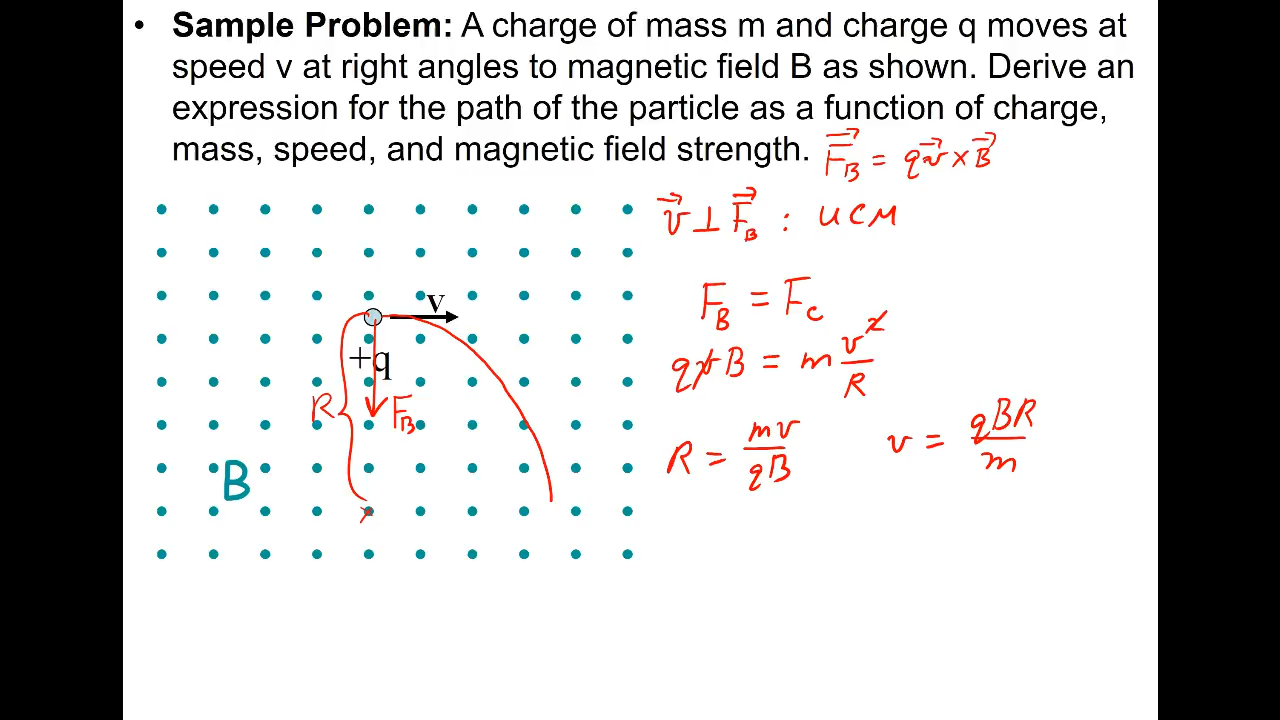 • Sample Problem: A charge of mass m and charge q moves at
speed v at right angles to magnetic field B as shown. Derive an
expression for the path of the particle as a function of charge,
mass, speed, and magnetic field strength.
F⃗_B = qv⃗ × B⃗
v⃗ ⊥ F⃗_B : UCM
F_B = F_c
qvB = m v²/R
R = mv/qB
v = qBR/m
v
+q
R
F_B
B